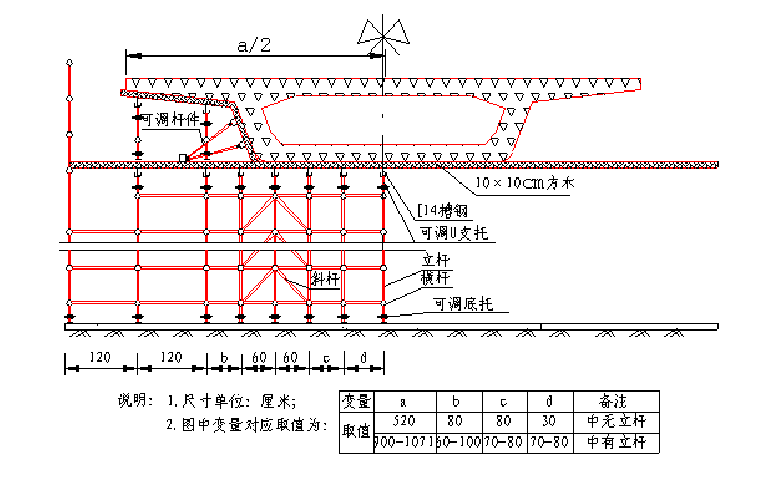 a/2
可调杆件
10×10cm方木
[14槽钢
可调U支托
立杆
斜杆
横杆
可调底托
120 120 b 60 60 c d
说明: 1.尺寸单位: 厘米;
2.图中变量对应取值为:
变量 a b c d 备注
取值 520 80 80 30 中无立杆
900-1071 60-100 70-80 70-80 中有立杆